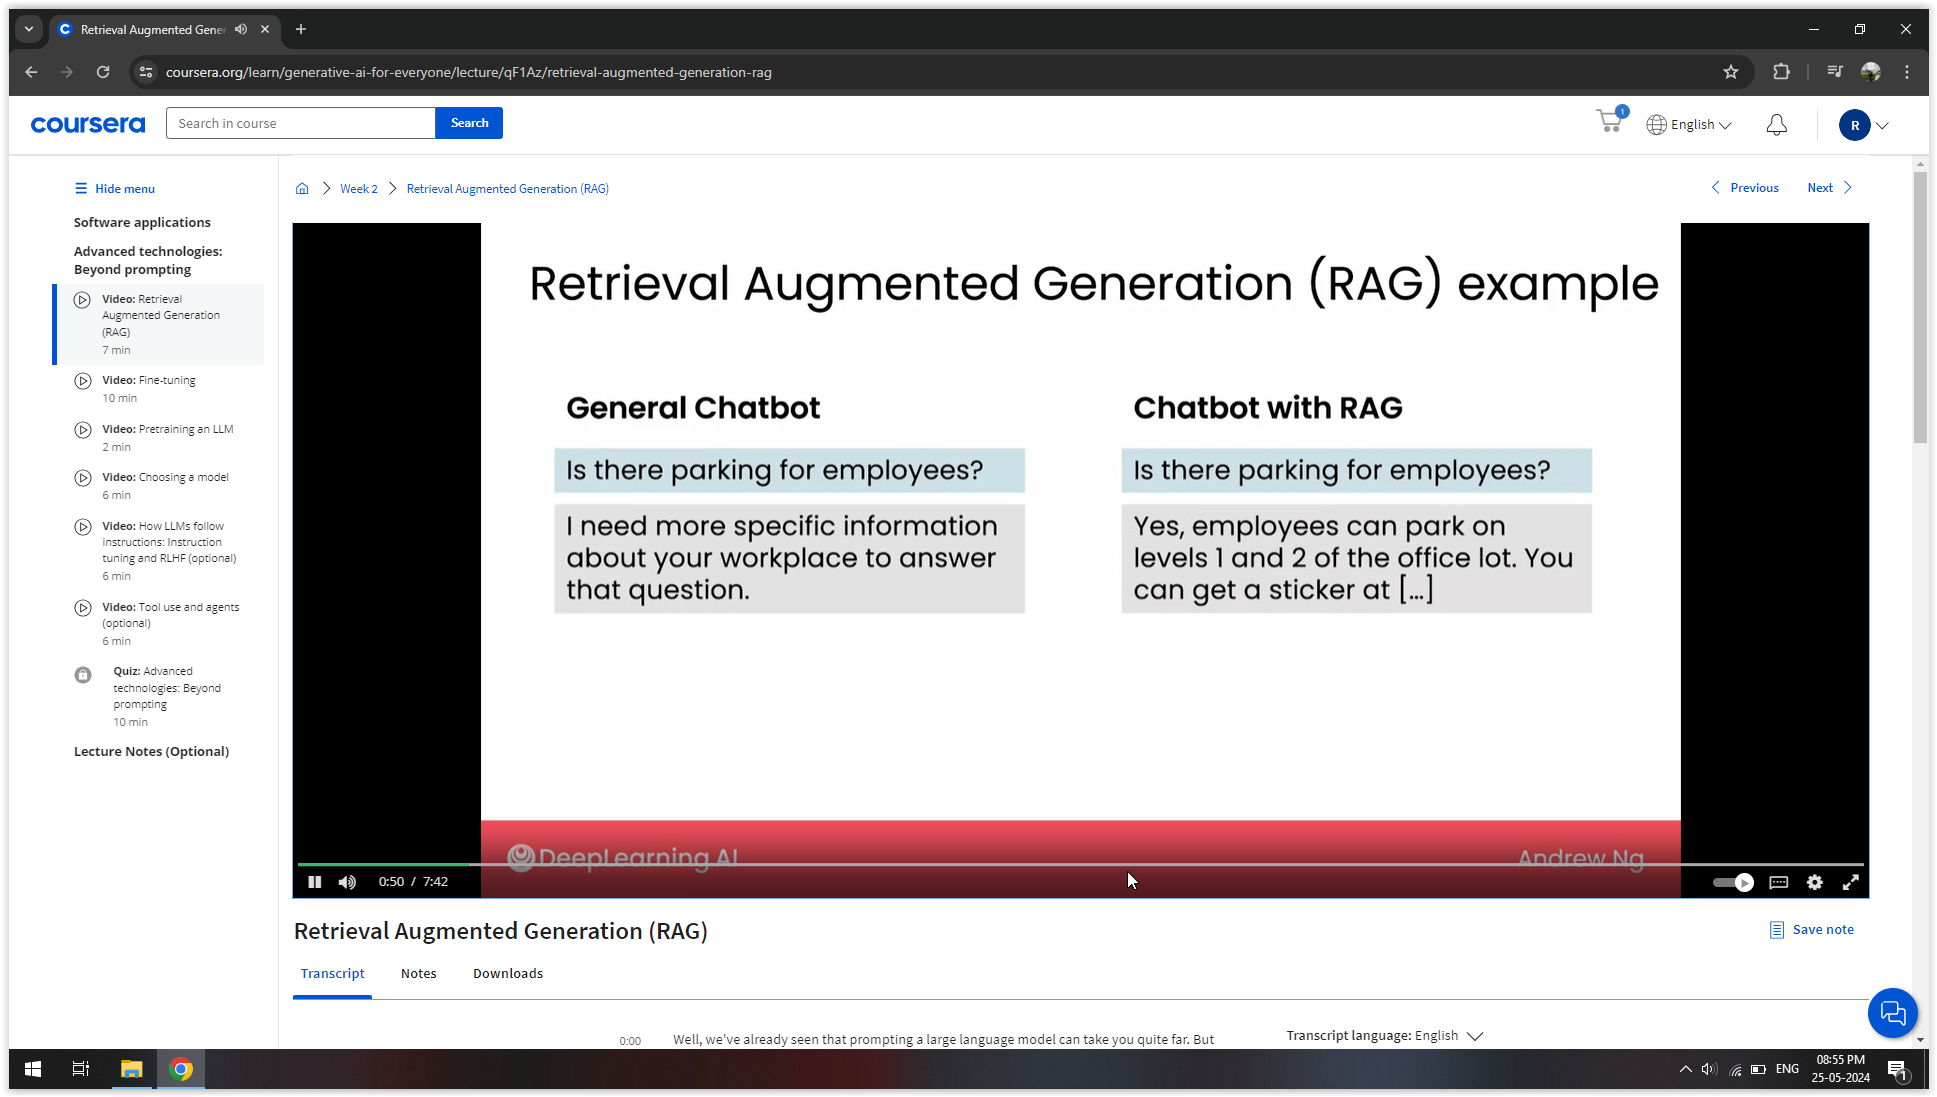 Retrieval Augmented Gener
coursera.org/learn/generative-ai-for-everyone/lecture/qF1Az/retrieval-augmented-generation-rag
coursera
Search in course
Search
1
English
R
Hide menu
Software applications
Advanced technologies:
Beyond prompting
Video: Retrieval
Augmented Generation
(RAG)
7 min
Video: Fine-tuning
10 min
Video: Pretraining an LLM
2 min
Video: Choosing a model
6 min
Video: How LLMs follow
instructions: Instruction
tuning and RLHF (optional)
6 min
Video: Tool use and agents
(optional)
6 min
Quiz: Advanced
technologies: Beyond
prompting
10 min
Lecture Notes (Optional)
Week 2
Retrieval Augmented Generation (RAG)
Previous
Next
Retrieval Augmented Generation (RAG) example
General Chatbot
Is there parking for employees?
I need more specific information
about your workplace to answer
that question.
Chatbot with RAG
Is there parking for employees?
Yes, employees can park on
levels 1 and 2 of the office lot. You
can get a sticker at [...]
DeepLearning.AI
Andrew Ng
0:50 / 7:42
Retrieval Augmented Generation (RAG)
Save note
Transcript
Notes
Downloads
0:00
Well, we've already seen that prompting a large language model can take you quite far. But
Transcript language: English
ENG
08:55 PM
25-05-2024
1